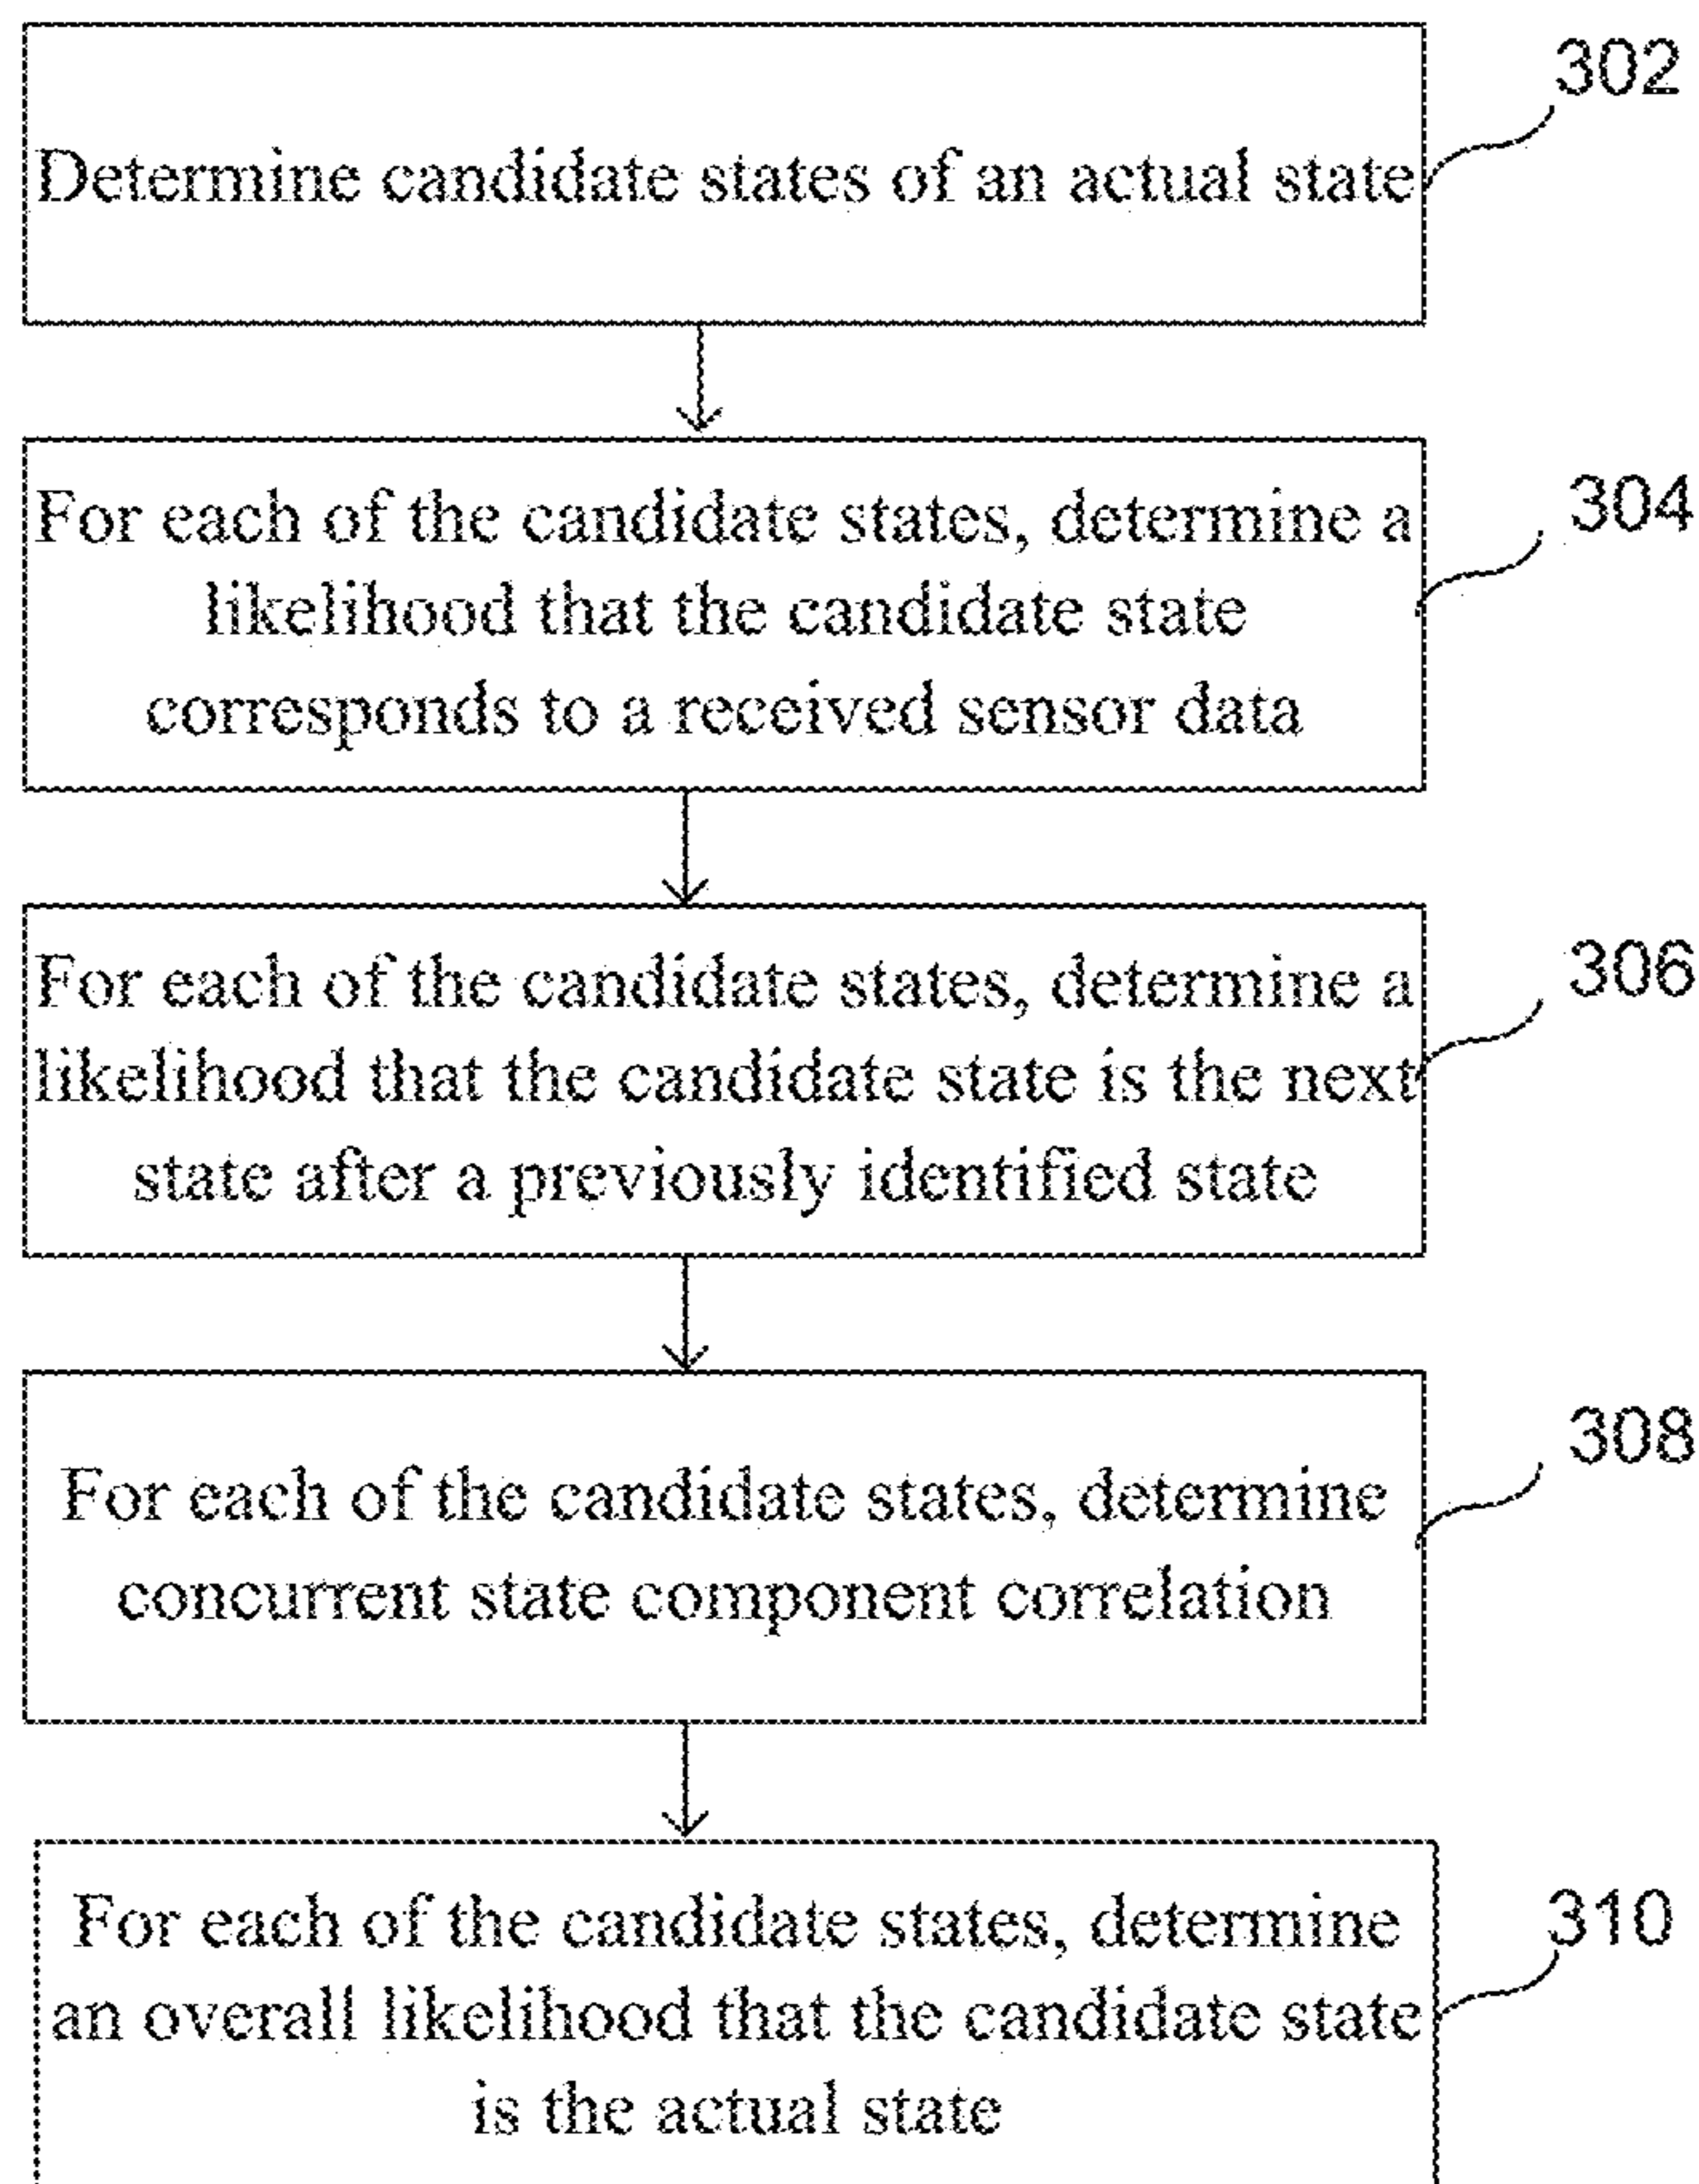 302
Determine candidate states of an actual state
304
For each of the candidate states, determine a
likelihood that the candidate state
corresponds to a received sensor data
306
For each of the candidate states, determine a
likelihood that the candidate state is the next
state after a previously identified state
308
For each of the candidate states, determine
concurrent state component correlation
310
For each of the candidate states, determine
an overall likelihood that the candidate state
is the actual state